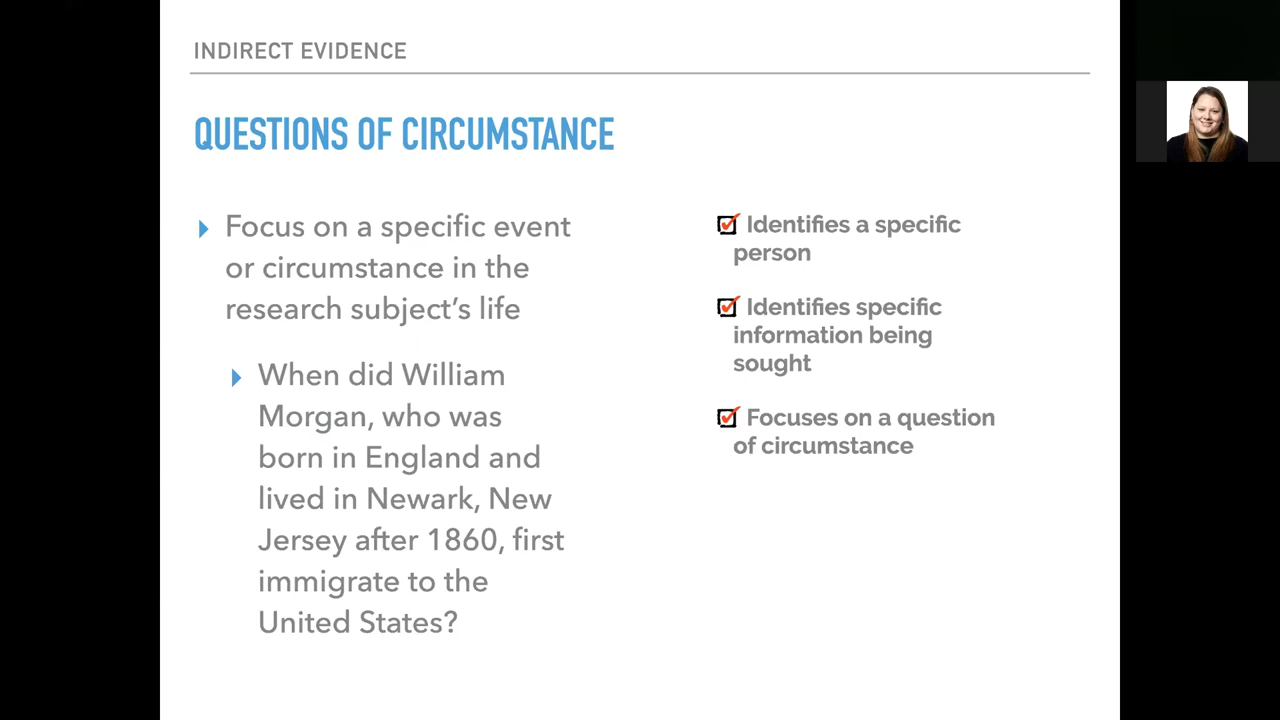 INDIRECT EVIDENCE
QUESTIONS OF CIRCUMSTANCE
Focus on a specific event
or circumstance in the
research subject’s life
When did William
Morgan, who was
born in England and
lived in Newark, New
Jersey after 1860, first
immigrate to the
United States?
Identifies a specific
person
Identifies specific
information being
sought
Focuses on a question
of circumstance